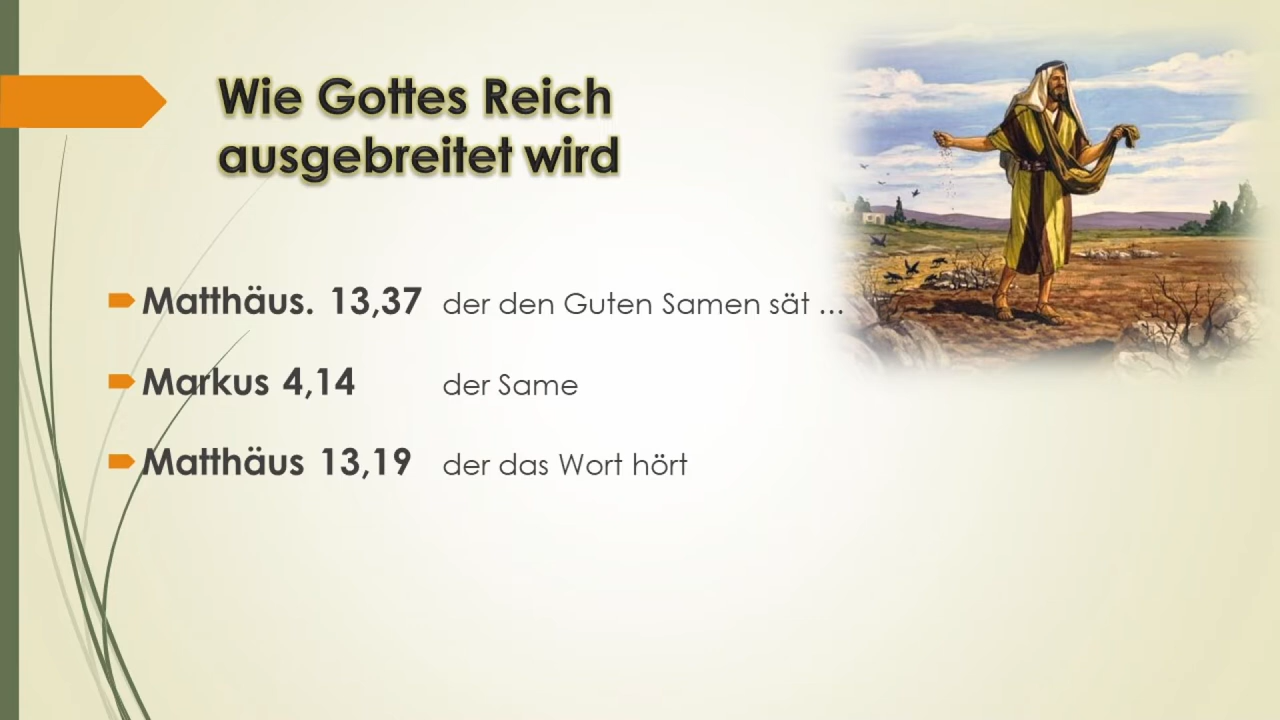 Wie Gottes Reich
ausgebreitet wird
Matthäus. 13,37 der den Guten Samen sät ...
Markus 4,14 der Same
Matthäus 13,19 der das Wort hört